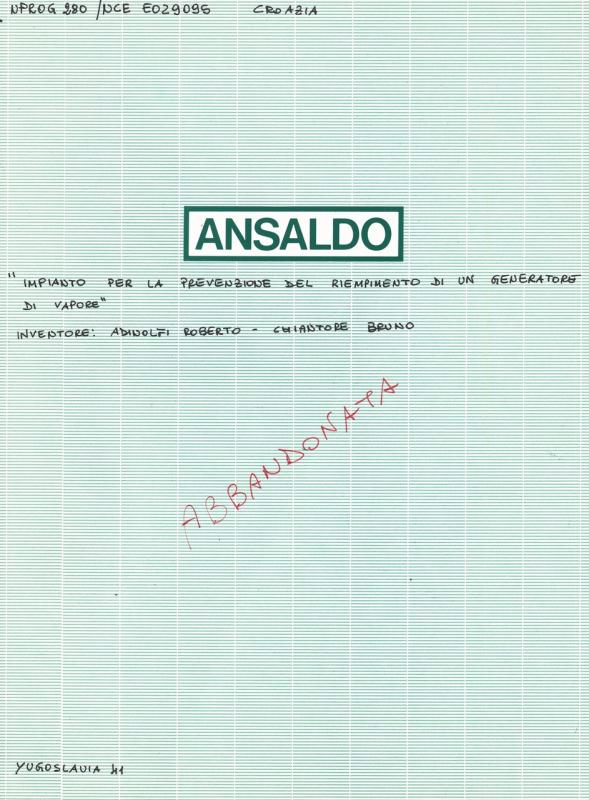 NPROG 280 / NCE E029095 CROAZIA
ANSALDO
"IMPIANTO PER LA PREVENZIONE DEL RIEMPIMENTO DI UN GENERATORE
DI VAPORE"
INVENTORE: ADINOLFI ROBERTO - CHIANTORE BRUNO
ABBANDONATA
YUGOSLAVIA 41